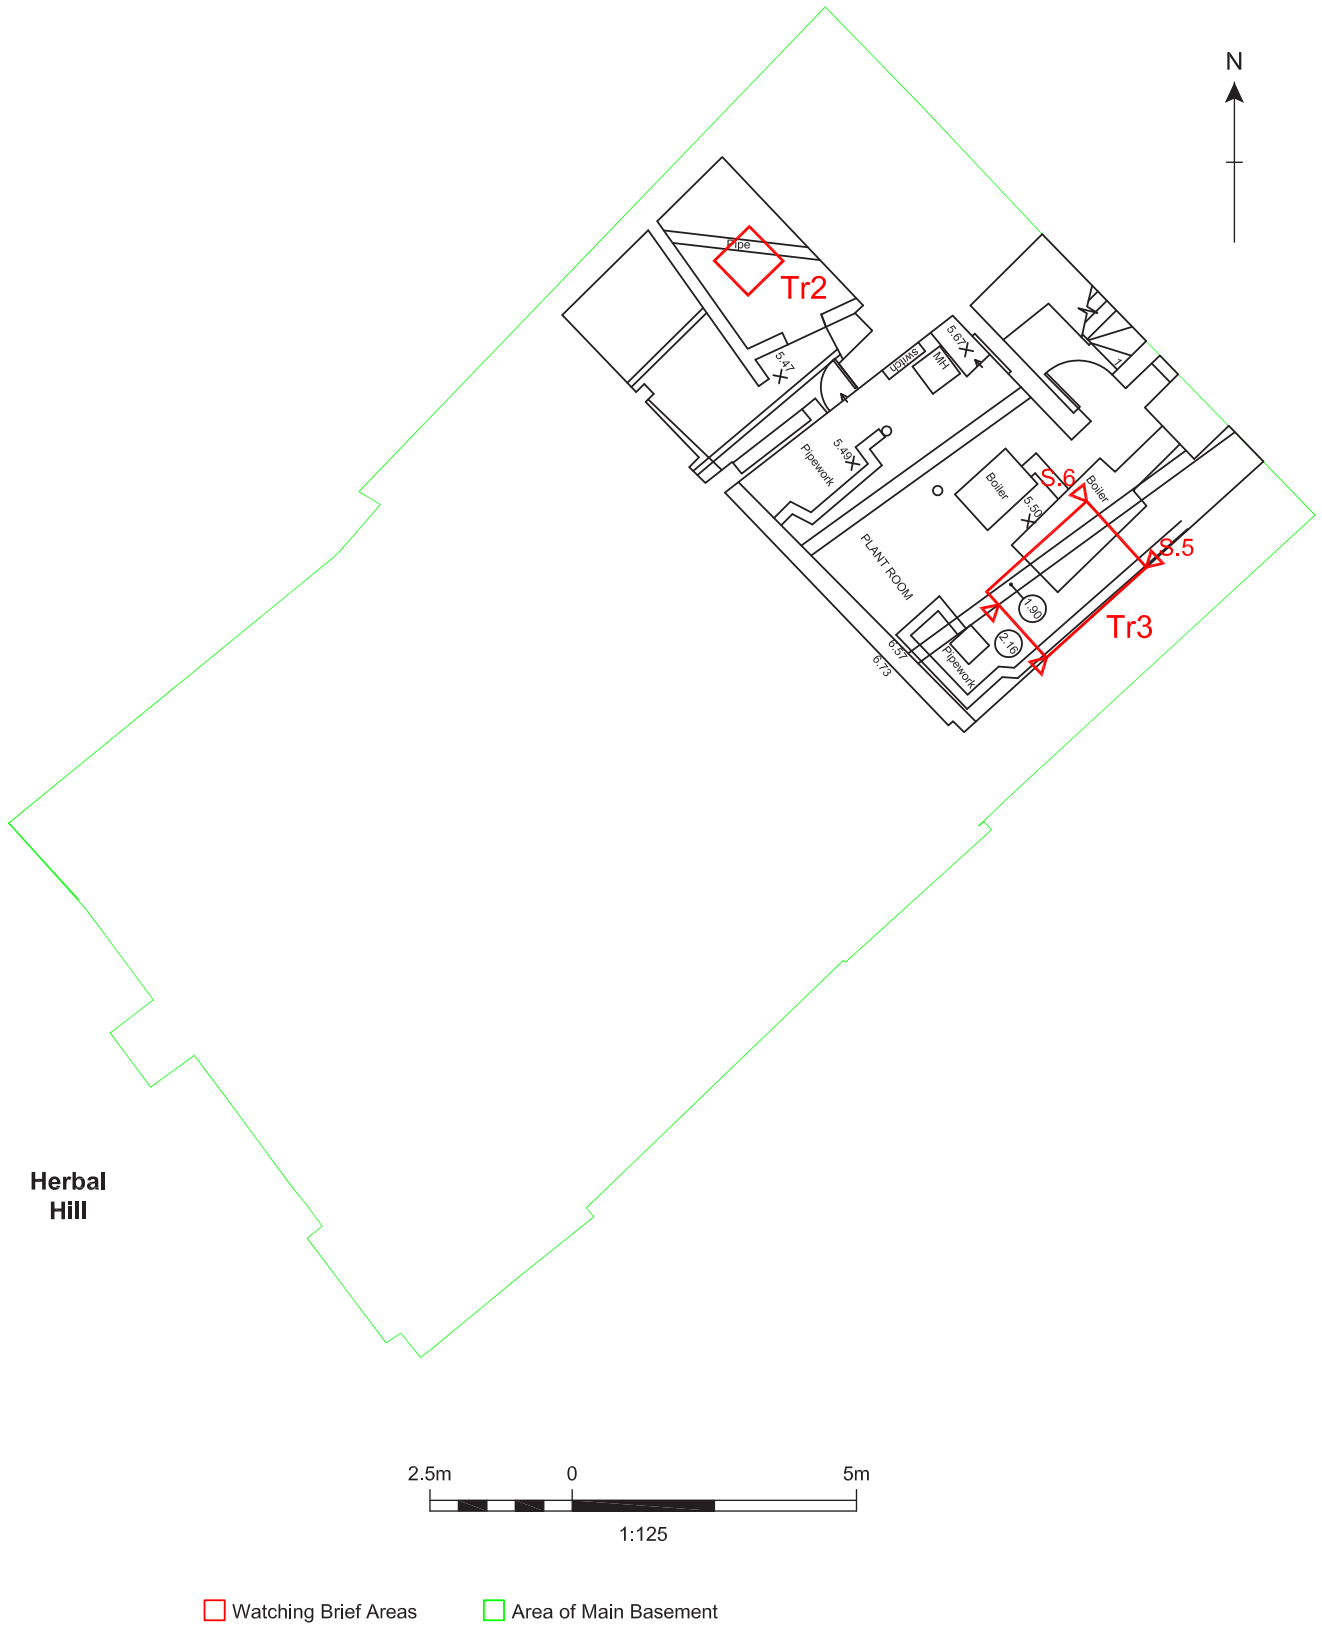 N
Pipe
Tr2
5.47
5.67
switch
MH
1
5.49
Pipework
Boiler
S.6
Boiler
5.50
S.5
PLANT ROOM
1.90
Tr3
2.16
6.57
6.73
Pipework
Herbal
Hill
2.5m 0 5m
1:125
Watching Brief Areas Area of Main Basement